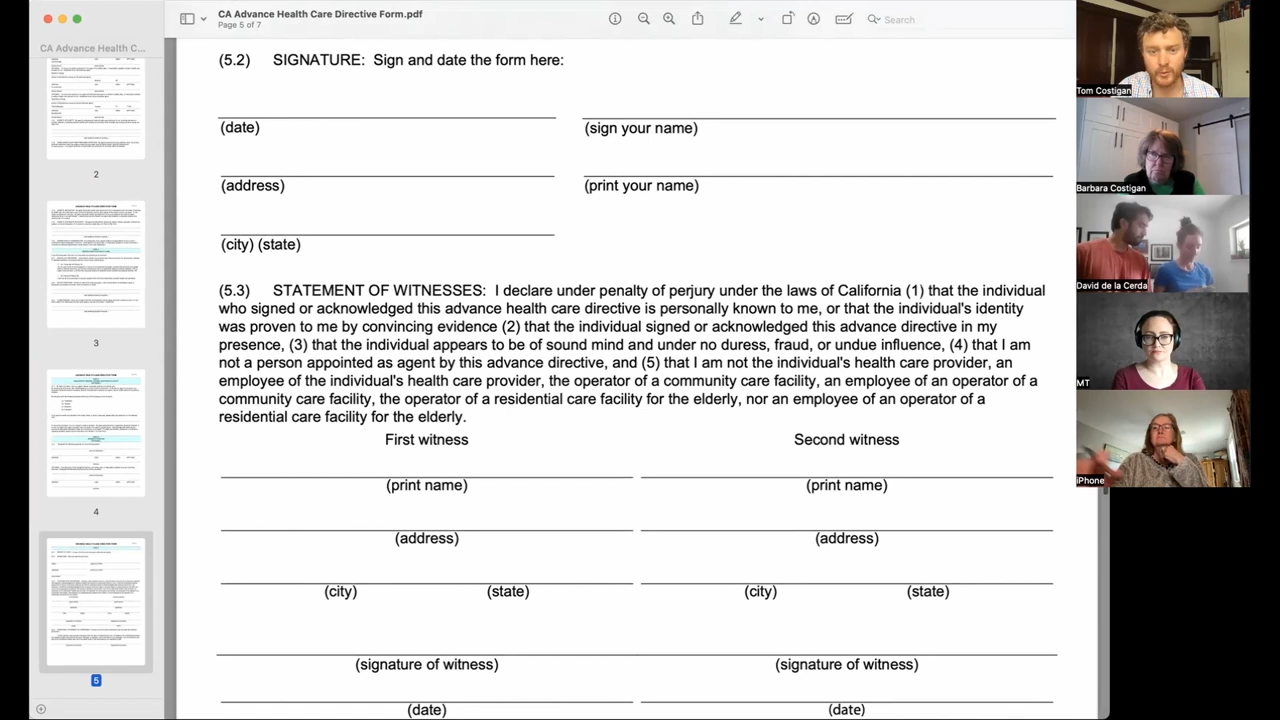 CA Advance Health Care Directive Form.pdf
Page 5 of 7
Search
CA Advance Health C...
2
3
4
5
(5.2) SIGNATURE: Sign and date the form here:
(date) (sign your name)
(address) (print your name)
(city) (state)
(5.3) STATEMENT OF WITNESSES: I declare under penalty of perjury under the laws of California (1) that the individual
who signed or acknowledged this advance health care directive is personally known to me, or that the individual's identity
was proven to me by convincing evidence (2) that the individual signed or acknowledged this advance directive in my
presence, (3) that the individual appears to be of sound mind and under no duress, fraud, or undue influence, (4) that I am
not a person appointed as agent by this advance directive, and (5) that I am not the individual's health care provider, an
employee of the individual's health care provider, the operator of a community care facility, an employee of an operator of a
community care facility, the operator of a residential care facility for the elderly, nor an employee of an operator of a
residential care facility for the elderly.
First witness Second witness
(print name) (print name)
(address) (address)
(city) (state) (city) (state)
(signature of witness) (signature of witness)
(date) (date)
Tom Costigan
Barbara Costigan
David de la Cerda
MT
iPhone